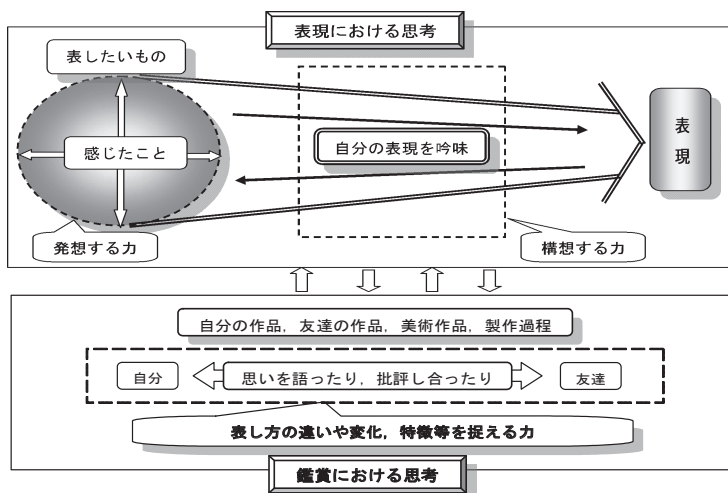 表現における思考
表したいもの
感じたこと
自分の表現を吟味
表
現
発想する力
構想する力
自分の作品，友達の作品，美術作品，製作過程
自分
思いを語ったり，批評し合ったり
友達
表し方の違いや変化，特徴等を捉える力
鑑賞における思考